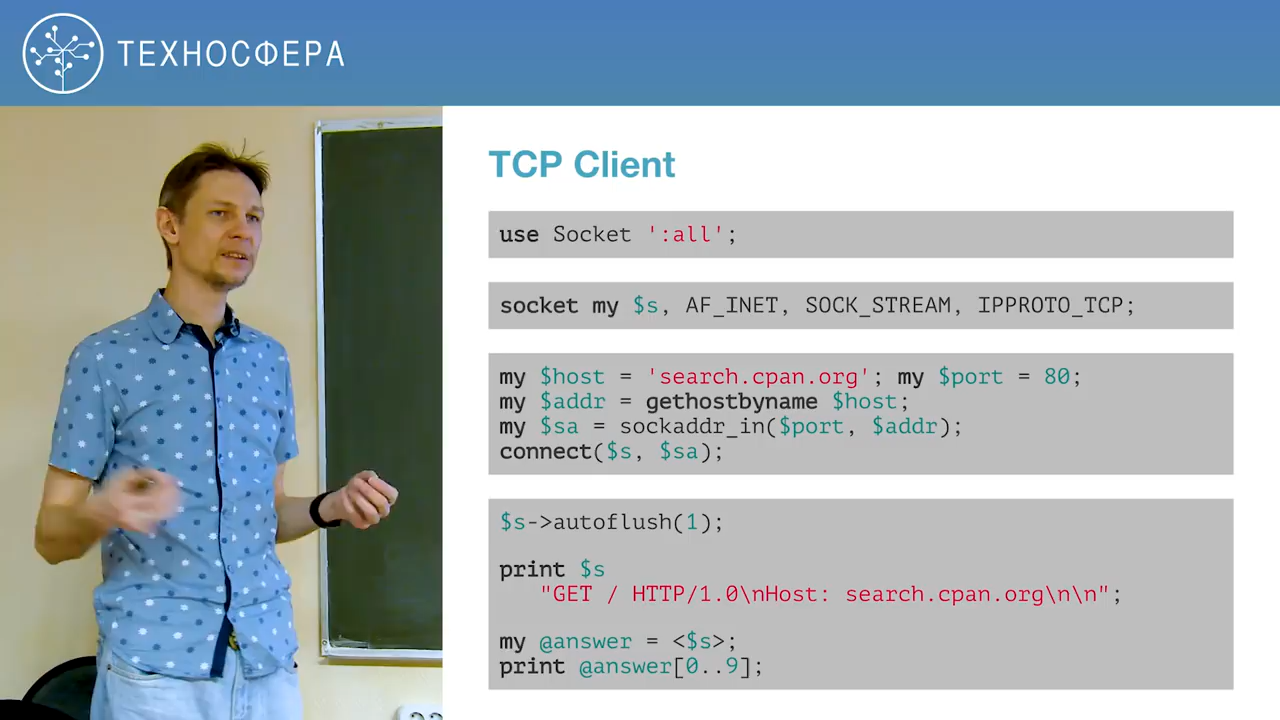 ТЕХНОСФЕРА
TCP Client
use Socket ':all';
socket my $s, AF_INET, SOCK_STREAM, IPPROTO_TCP;
my $host = 'search.cpan.org'; my $port = 80;
my $addr = gethostbyname $host;
my $sa = sockaddr_in($port, $addr);
connect($s, $sa);
$s->autoflush(1);
print $s
"GET / HTTP/1.0\nHost: search.cpan.org\n\n";
my @answer = <$s>;
print @answer[0..9];